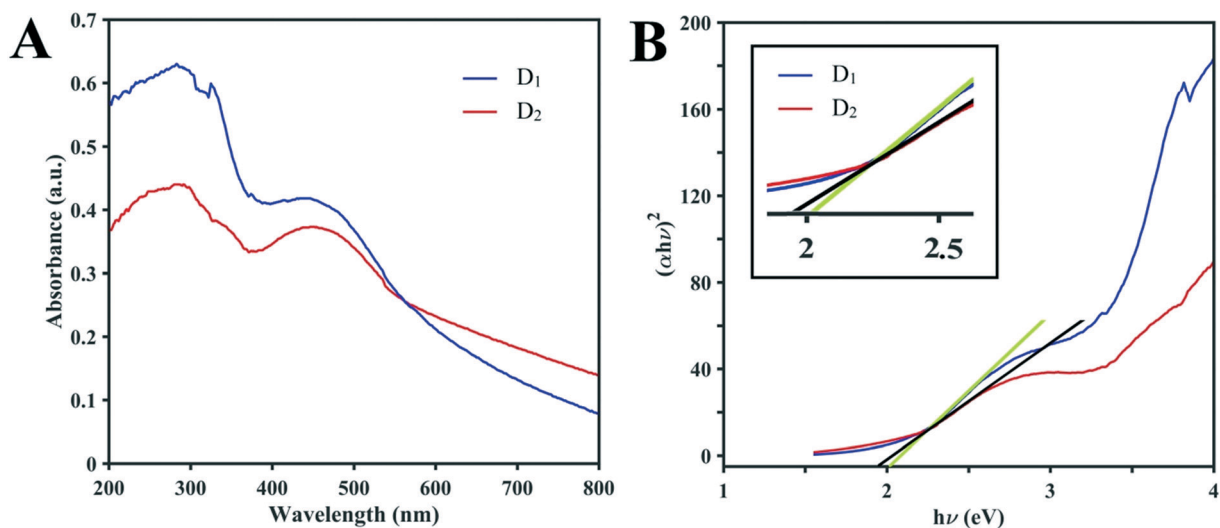 A
0.7
0.6
0.5
0.4
0.3
0.2
0.1
0
200 300 400 500 600 700 800
Absorbance (a.u.)
Wavelength (nm)
D₁
D₂
B
200
160
120
80
40
0
1 2 3 4
(αhν)²
hν (eV)
D₁
D₂
2 2.5